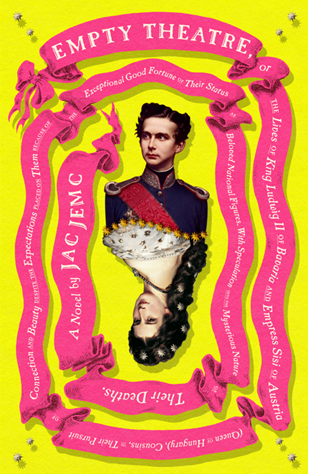 EMPTY THEATRE, or
THE LIVES OF KING LUDWIG II OF BAVARIA AND EMPRESS SISI OF AUSTRIA
(QUEEN OF HUNGARY), COUSINS, IN THEIR PURSUIT
OF
CONNECTION AND BEAUTY DESPITE THE EXPECTATIONS PLACED ON THEM BECAUSE OF
THE
EXCEPTIONAL GOOD FORTUNE OF THEIR STATUS
AS
BELOVED NATIONAL FIGURES. WITH SPECULATION INTO THE MYSTERIOUS NATURE
OF
THEIR DEATHS.
A NOVEL BY JAC JEMC